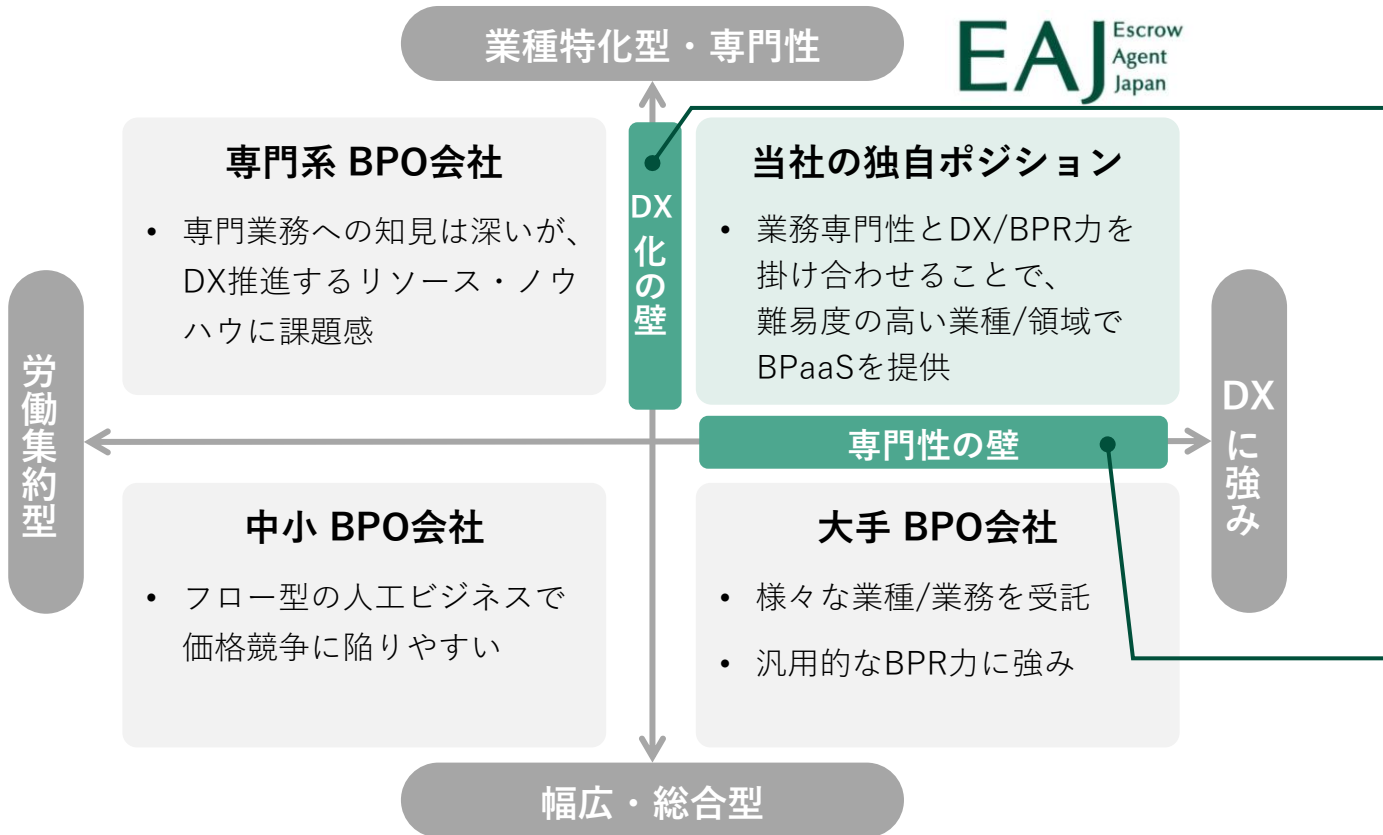 業種特化型・専門性
EAJ
Escrow
Agent
Japan
専門系 BPO会社
• 専門業務への知見は深いが、
DX推進するリソース・ノウ
ハウに課題感
DX
化の壁
当社の独自ポジション
• 業務専門性とDX/BPR力を
掛け合わせることで、
難易度の高い業種/領域で
BPaaSを提供
労働集約型
DX
に強み
専門性の壁
中小 BPO会社
• フロー型の人工ビジネスで
価格競争に陥りやすい
大手 BPO会社
• 様々な業種/業務を受託
• 汎用的なBPR力に強み
幅広・総合型